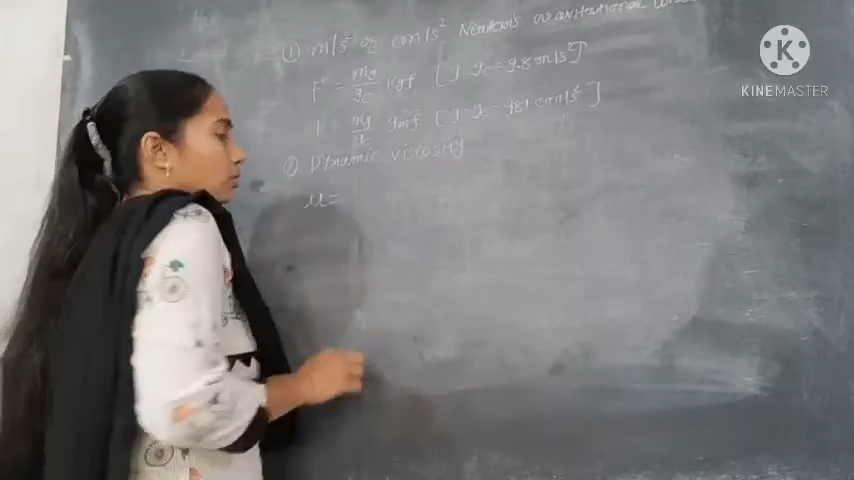 ① m/s² or cm/s² Newton's gravitational
F = mg/gc kgf [g gc = 9.80 m/s²]
F = mg/gc gmf [g gc = 981 cm/s²]
② Dynamic viscosity
μ =
K
KINEMASTER